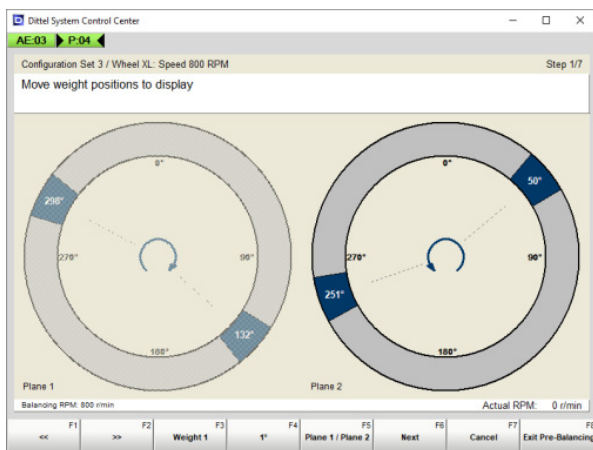 Dittel System Control Center
AE:03 P:04
Configuration Set 3 / Wheel XL: Speed 800 RPM Step 1/7
Move weight positions to display
0°
298°
270° 90°
132°
180°
Plane 1
0°
50°
270° 90°
251°
180°
Plane 2
Balancing RPM: 800 r/min Actual RPM: 0 r/min
F1 F2 F3 F4 F5 F6 F7 F8
<< >> Weight 1 1° Plane 1 / Plane 2 Next Cancel Exit Pre-Balancing